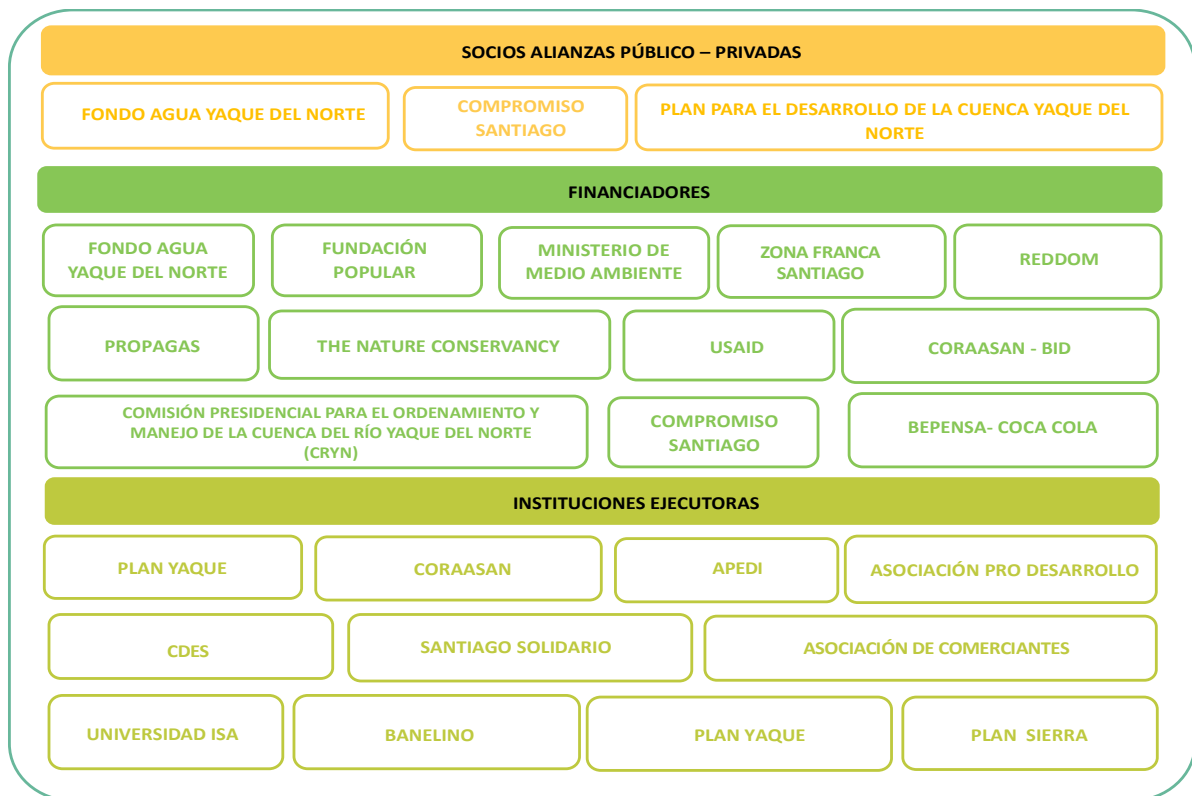 SOCIOS ALIANZAS PÚBLICO – PRIVADAS
FONDO AGUA YAQUE DEL NORTE
COMPROMISO
SANTIAGO
PLAN PARA EL DESARROLLO DE LA CUENCA YAQUE DEL
NORTE
FINANCIADORES
FONDO AGUA
YAQUE DEL NORTE
FUNDACIÓN
POPULAR
MINISTERIO DE
MEDIO AMBIENTE
ZONA FRANCA
SANTIAGO
REDDOM
PROPAGAS
THE NATURE CONSERVANCY
USAID
CORAASAN - BID
COMISIÓN PRESIDENCIAL PARA EL ORDENAMIENTO Y
MANEJO DE LA CUENCA DEL RÍO YAQUE DEL NORTE
(CRYN)
COMPROMISO
SANTIAGO
BEPENSA- COCA COLA
INSTITUCIONES EJECUTORAS
PLAN YAQUE
CORAASAN
APEDI
ASOCIACIÓN PRO DESARROLLO
CDES
SANTIAGO SOLIDARIO
ASOCIACIÓN DE COMERCIANTES
UNIVERSIDAD ISA
BANELINO
PLAN YAQUE
PLAN SIERRA